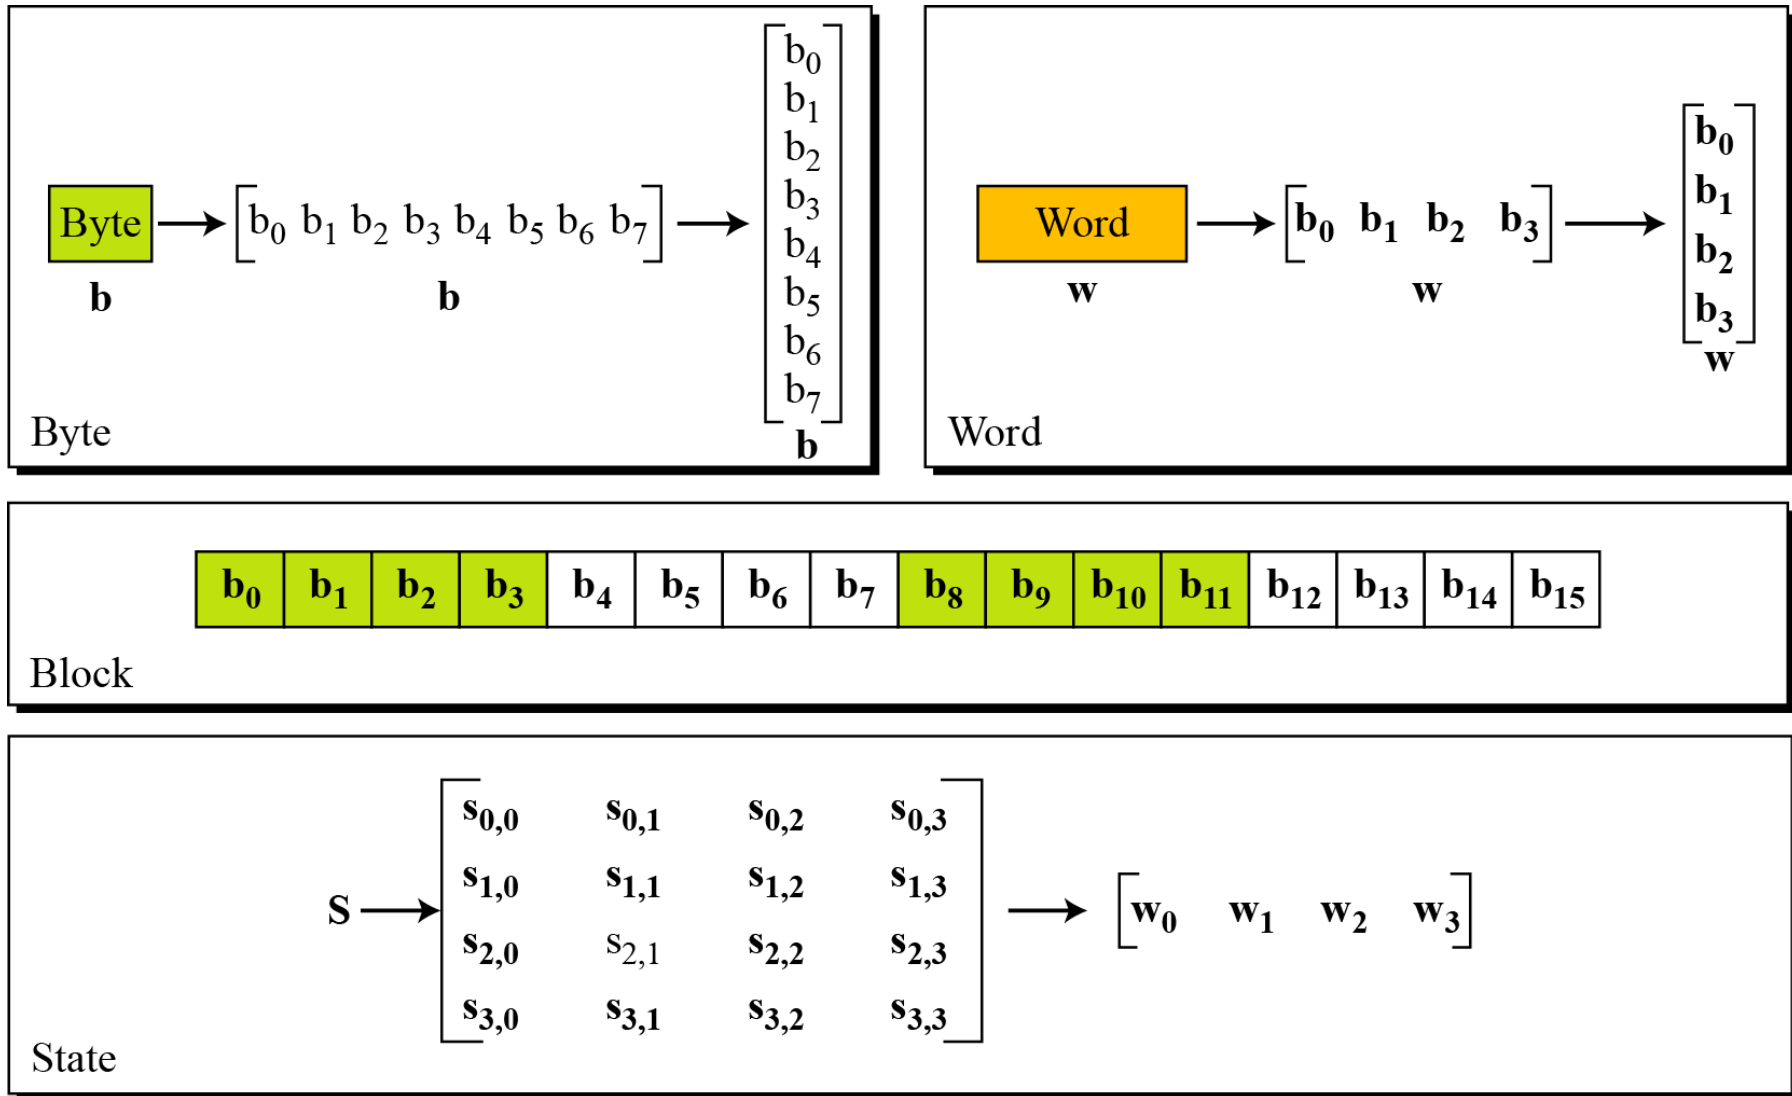 Byte → [b₀ b₁ b₂ b₃ b₄ b₅ b₆ b₇] →
b
b
b₀
b₁
b₂
b₃
b₄
b₅
b₆
b₇
b
Byte
Word → [b₀ b₁ b₂ b₃] →
w
w
b₀
b₁
b₂
b₃
w
Word
b₀ b₁ b₂ b₃ b₄ b₅ b₆ b₇ b₈ b₉ b₁₀ b₁₁ b₁₂ b₁₃ b₁₄ b₁₅
Block
S →
s₀,₀ s₀,₁ s₀,₂ s₀,₃
s₁,₀ s₁,₁ s₁,₂ s₁,₃
s₂,₀ s₂,₁ s₂,₂ s₂,₃
s₃,₀ s₃,₁ s₃,₂ s₃,₃
→ [w₀ w₁ w₂ w₃]
State